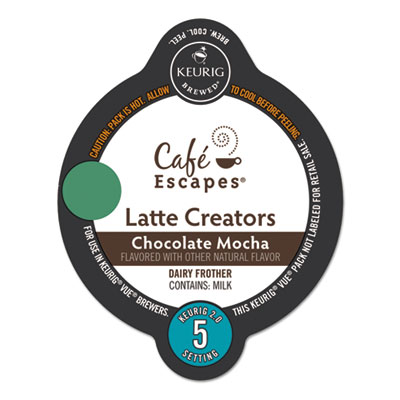 BREW. COOL. PEEL.
KEURIG
BREWED®
CAUTION: PACK IS HOT. ALLOW TO COOL BEFORE PEELING.
Café
Escapes®
Latte Creators
Chocolate Mocha
FLAVORED WITH OTHER NATURAL FLAVOR
DAIRY FROTHER
CONTAINS: MILK
FOR USE IN KEURIG® VUE® BREWERS.
THIS KEURIG® VUE® PACK NOT LABELED FOR RETAIL SALE.
KEURIG 2.0
5
SETTING